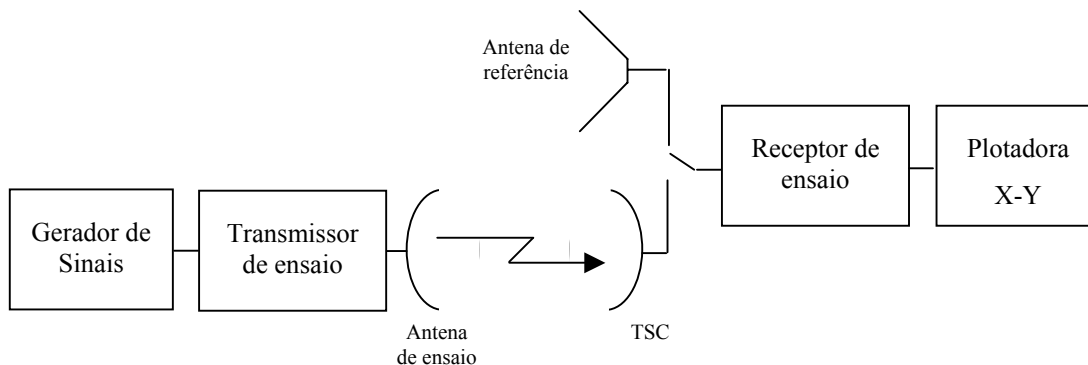 Antena de
referência
Receptor de
ensaio
Plotadora
X-Y
Gerador de
Sinais
Transmissor
de ensaio
Antena
de ensaio
TSC